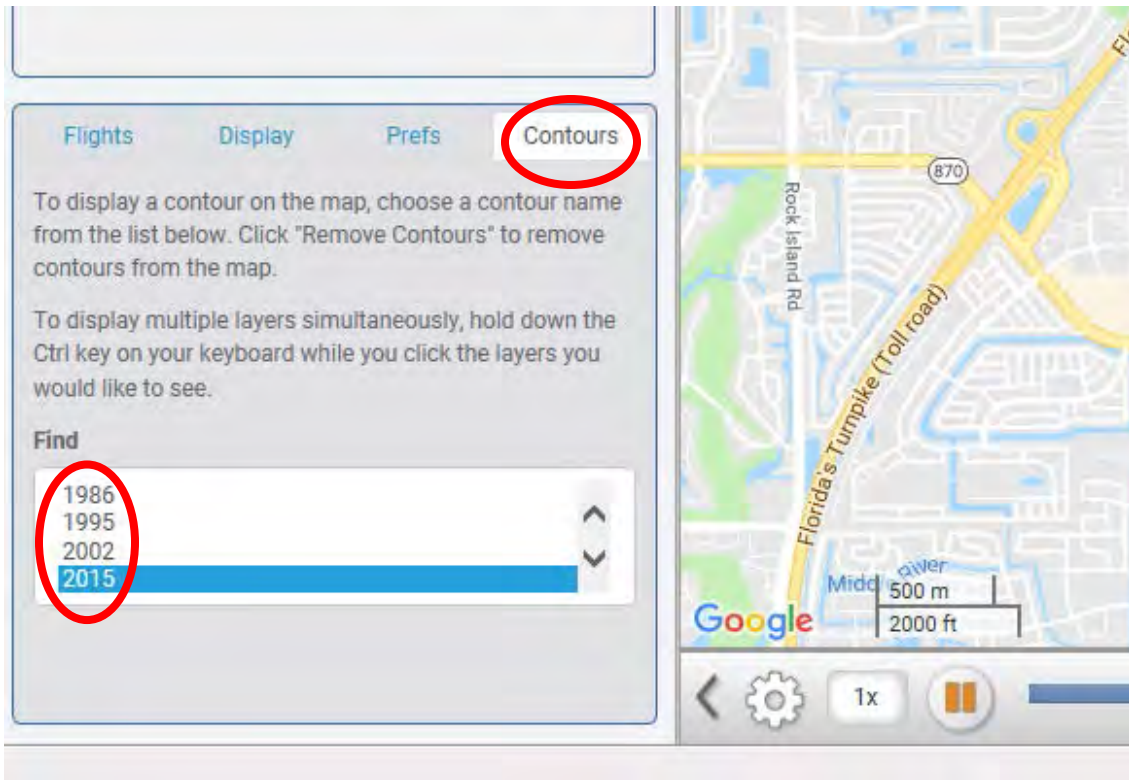 Flights Display Prefs Contours
To display a contour on the map, choose a contour name
from the list below. Click "Remove Contours" to remove
contours from the map.
To display multiple layers simultaneously, hold down the
Ctrl key on your keyboard while you click the layers you
would like to see.
Find
1986
1995
2002
2015
870
Rock Island Rd
Florida's Turnpike (Toll road)
River
500 m
2000 ft
Google
1x